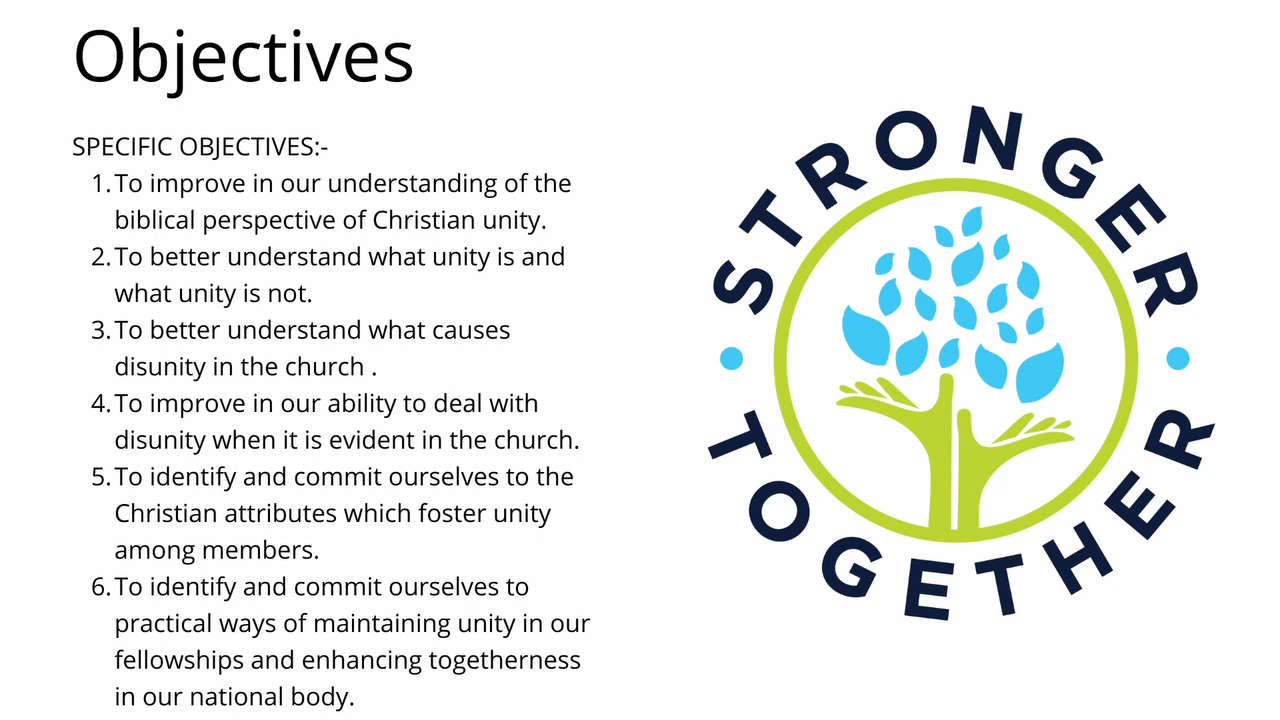 Objectives
SPECIFIC OBJECTIVES:-
1. To improve in our understanding of the
biblical perspective of Christian unity.
2. To better understand what unity is and
what unity is not.
3. To better understand what causes
disunity in the church .
4. To improve in our ability to deal with
disunity when it is evident in the church.
5. To identify and commit ourselves to the
Christian attributes which foster unity
among members.
6. To identify and commit ourselves to
practical ways of maintaining unity in our
fellowships and enhancing togetherness
in our national body.
STRONGER
TOGETHER